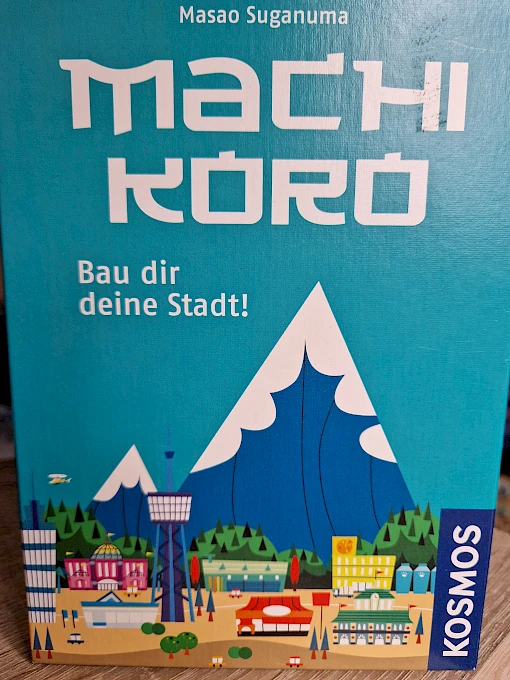 Masao Suganuma
MACHI
KORO
Bau dir
deine Stadt!
KOSMOS